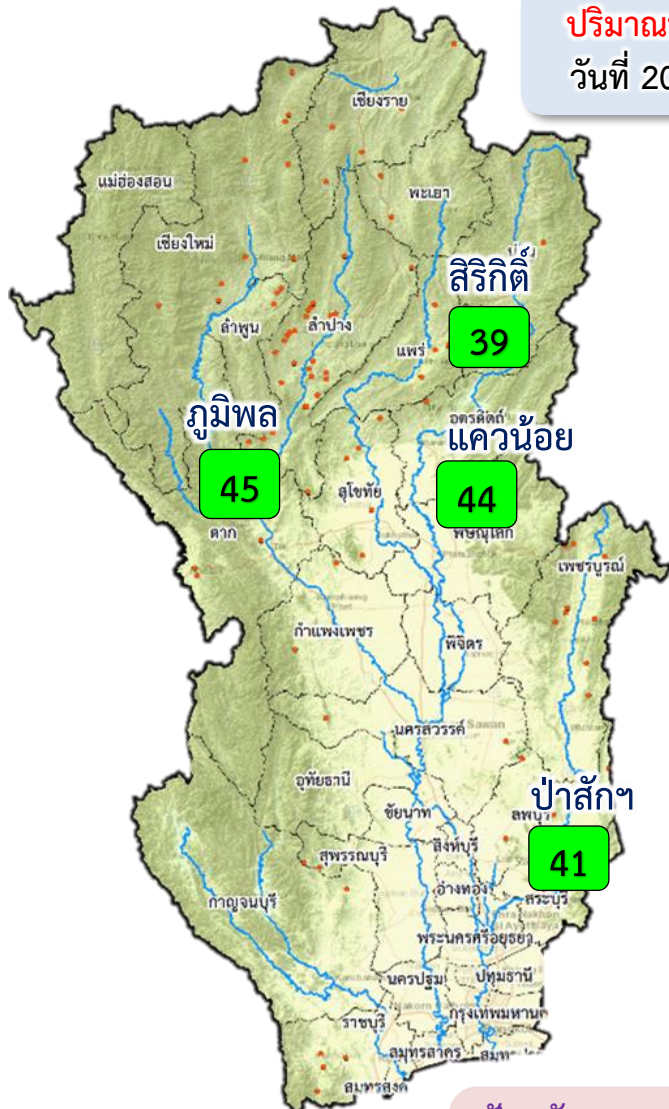 ปริมาณ
วันที่ 20
เชียงราย
แม่ฮ่องสอน
พะเยา
เชียงใหม่
น่าน
สิริกิติ์
39
ลำพูน
ลำปาง
แพร่
ภูมิพล
45
อุตรดิตถ์
แควน้อย
44
สุโขทัย
ตาก
พิษณุโลก
เพชรบูรณ์
กำแพงเพชร
พิจิตร
นครสวรรค์
Sawan
อุทัยธานี
ป่าสักฯ
41
ชัยนาท
ลพบุรี
สิงห์บุรี
สุพรรณบุรี
อ่างทอง
สระบุรี
กาญจนบุรี
พระนครศรีอยุธยา
นครปฐม
ปทุมธานี
กรุงเทพมหานค
ราชบุรี
สมุทรสาคร
สมุทรสงค